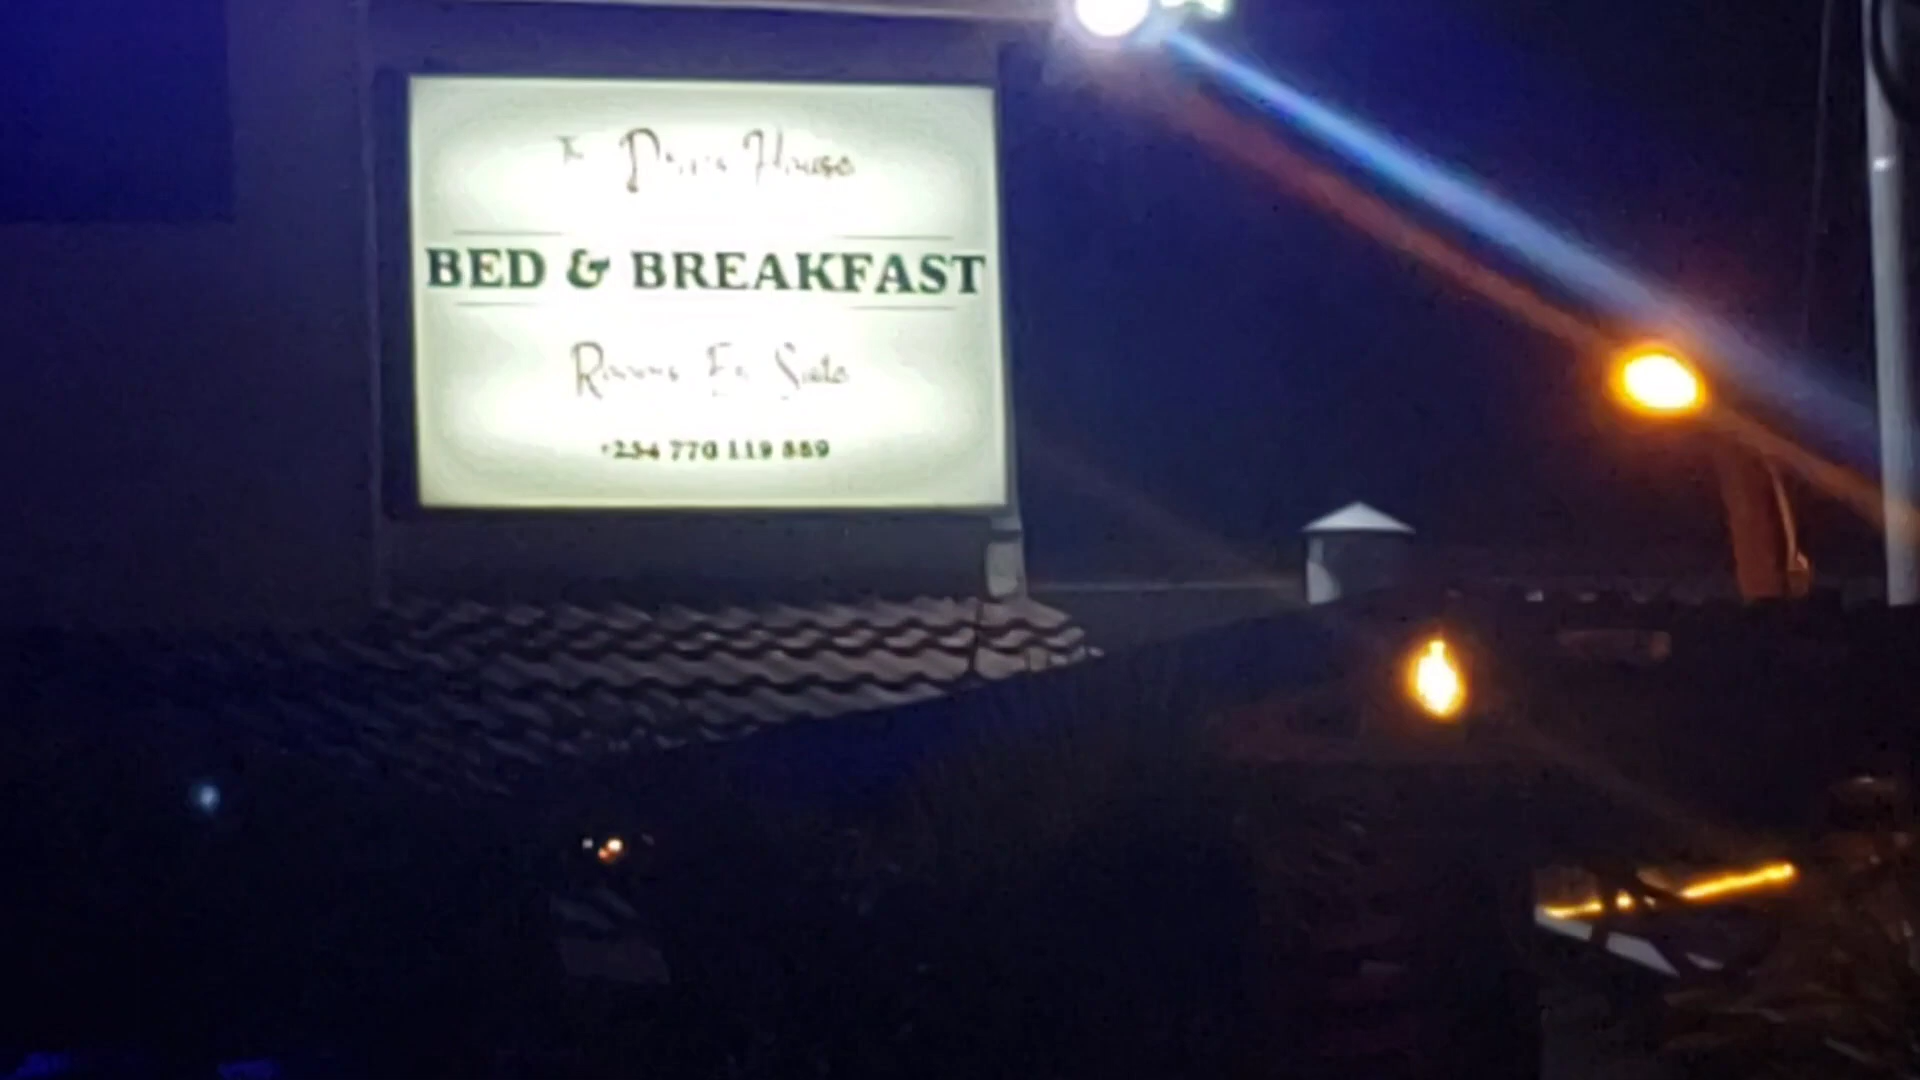 House
BED & BREAKFAST
Rooms En Suite
+254 770 119 889